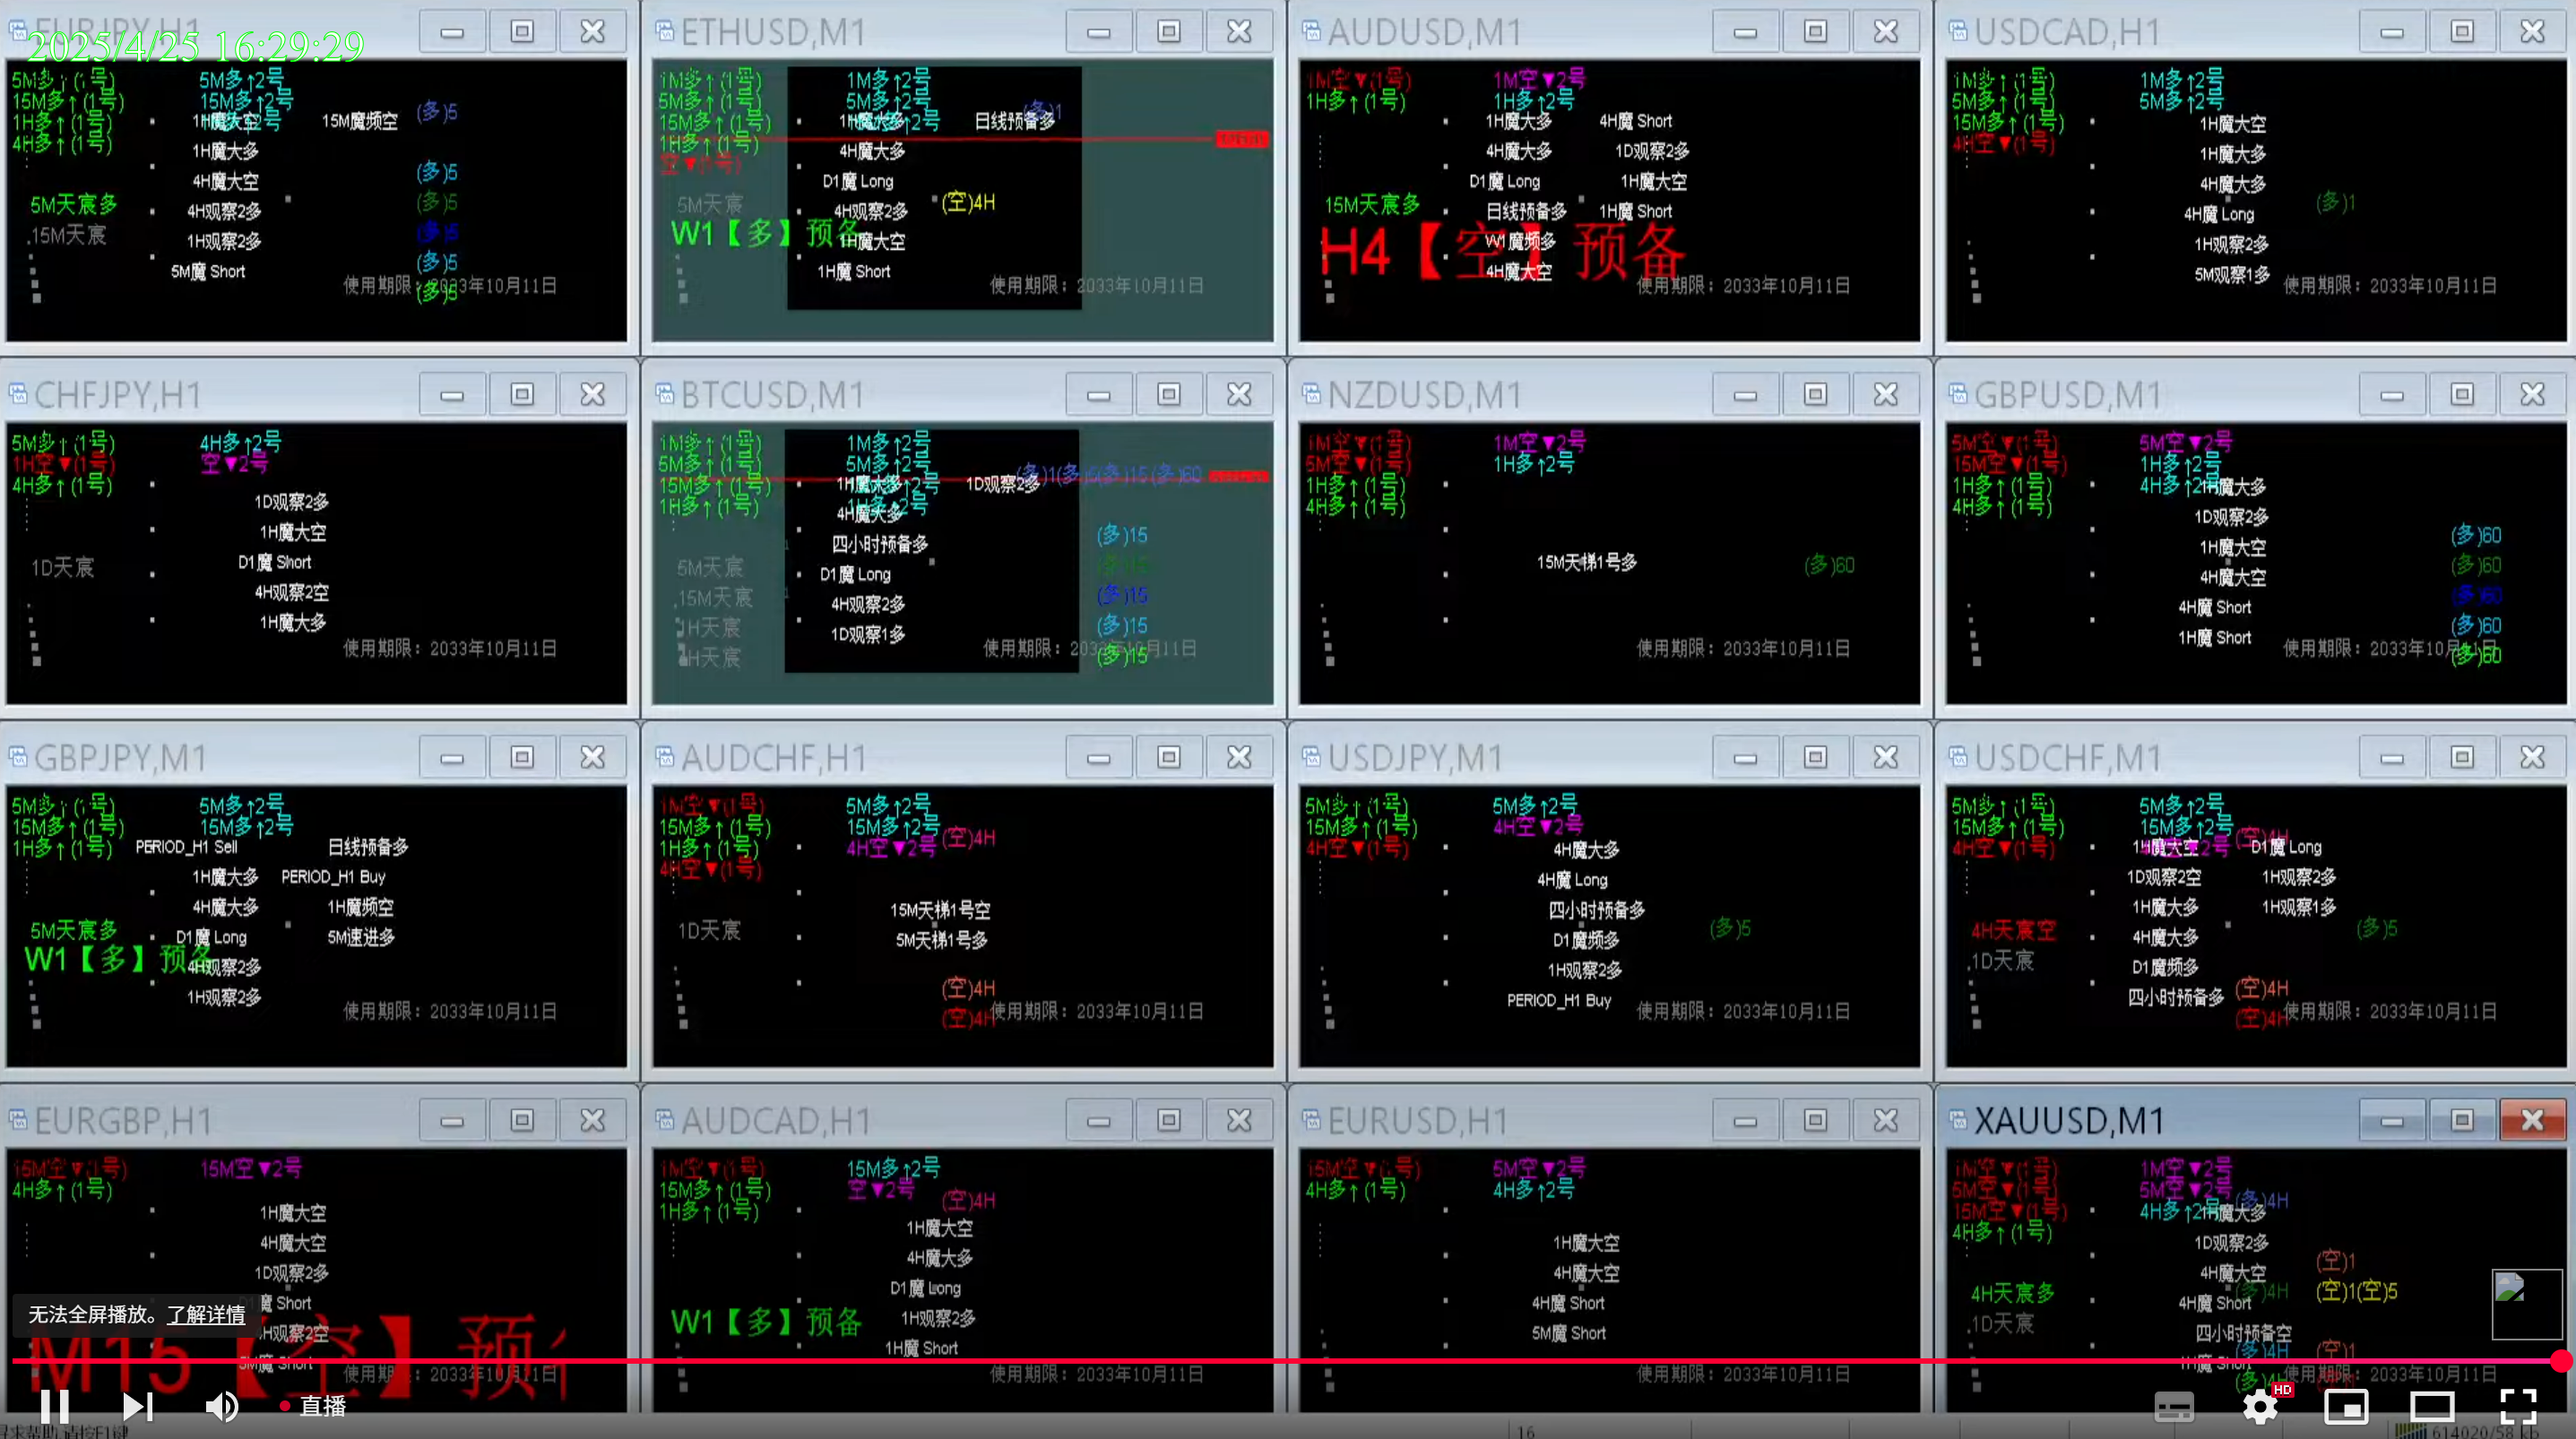 EURJPY,H1
2025/4/25 16:29:29
5M多↑(1号) 5M多↑2号
15M多↑(1号) 15M多↑2号
1H多↑(1号) 1H魔大空 15M魔频空 (多)5
4H多↑(1号) 1H魔大多
4H魔大空 (多)5
5M天宸多 4H观察2多 (多)5
.15M天宸 1H观察2多 (多)5
5M魔 Short (多)5
使用期限：2033年10月11日
(多)5
ETHUSD,M1
1M多↑(1号) 1M多↑2号
5M多↑(1号) 5M多↑2号 (多)1
15M多↑(1号) 日线预备多
1H多↑(1号) 4H魔大多
空▼(1号) D1魔 Long
5M天宸 4H观察2多 (空)4H
W1【多】预备 1H魔大空
1H魔 Short
使用期限：2033年10月11日
AUDUSD,M1
1M空▼(1号) 1M空▼2号
1H多↑(1号) 1H多↑2号
1H魔大多 4H魔 Short
4H魔大多 1D观察2多
D1魔 Long 1H魔大空
15M天宸多 日线预备多 1H魔 Short
H4【空】预备 W1魔频多
4H魔大空
使用期限：2033年10月11日
USDCAD,H1
1M多↑(1号) 1M多↑2号
5M多↑(1号) 5M多↑2号
15M多↑(1号) 1H魔大空
4H空▼(1号) 1H魔大多
4H魔大多
4H魔 Long (多)1
1H观察2多
5M观察1多
使用期限：2033年10月11日
CHFJPY,H1
5M多↑(1号) 4H多↑2号
1H空▼(1号) 空▼2号
4H多↑(1号)
1D观察2多
1H魔大空
1D天宸 D1魔 Short
4H观察2空
1H魔大多
使用期限：2033年10月11日
BTCUSD,M1
1M多↑(1号) 1M多↑2号
5M多↑(1号) 5M多↑2号 (多)1(多)5(多)15(多)60
15M多↑(1号) 1H魔大多 1D观察2多
1H多↑(1号) 4H魔大多
四小时预备多 (多)15
5M天宸 D1魔 Long (多)15
.15M天宸 4H观察2多 (多)15
1H天宸 1D观察1多 (多)15
H天宸 (多)15
使用期限：2033年10月11日
NZDUSD,M1
1M空▼(1号) 1M空▼2号
5M空▼(1号) 1H多↑2号
1H多↑(1号)
4H多↑(1号)
15M天梯1号多 (多)60
使用期限：2033年10月11日
GBPUSD,M1
5M空▼(1号) 5M空▼2号
15M空▼(1号) 1H多↑2号
1H多↑(1号) 4H多↑2号 1H魔大多
4H多↑(1号) 1D观察2多
1H魔大空 (多)60
4H魔大空 (多)60
4H魔 Short (多)60
1H魔 Short (多)60
使用期限：2033年10月11日
(多)60
GBPJPY,M1
5M多↑(1号) 5M多↑2号
15M多↑(1号) 15M多↑2号
1H多↑(1号) PERIOD_H1 Sell 日线预备多
1H魔大多 PERIOD_H1 Buy
4H魔大多 1H魔频空
5M天宸多 D1魔 Long 5M速进多
W1【多】预备 4H观察2多
1H观察2多
使用期限：2033年10月11日
AUDCHF,H1
1M空▼(1号) 5M多↑2号
15M多↑(1号) 15M多↑2号
1H多↑(1号) 4H空▼2号 (空)4H
4H空▼(1号)
15M天梯1号空
1D天宸 5M天梯1号多
(空)4H
(空)4H
使用期限：2033年10月11日
USDJPY,M1
5M多↑(1号) 5M多↑2号
15M多↑(1号) 4H空▼2号
4H空▼(1号) 4H魔大多
4H魔 Long
四小时预备多
D1魔频多 (多)5
1H观察2多
PERIOD_H1 Buy
使用期限：2033年10月11日
USDCHF,M1
5M多↑(1号) 5M多↑2号
15M多↑(1号) 15M多↑2号 (空)4H
4H空▼(1号) 1H魔大空 D1魔 Long
1D观察2空 1H观察2多
1H魔大多 1H观察1多
4H天宸空 4H魔大多 (多)5
.1D天宸 D1魔频多
四小时预备多 (空)4H
(空)4H
使用期限：2033年10月11日
EURGBP,H1
15M空▼(1号) 15M空▼2号
4H多↑(1号)
1H魔大空
4H魔大空
1D观察2多
魔 Short
H观察2空
M15【空】预
5M魔 Short
使用期限：2033年10月11日
AUDCAD,H1
1M空▼(1号) 15M多↑2号
15M多↑(1号) 空▼2号 (空)4H
1H多↑(1号) 1H魔大空
4H魔大多
D1魔 Long
W1【多】预备 1H观察2多
1H魔 Short
使用期限：2033年10月11日
EURUSD,H1
15M空▼(1号) 5M空▼2号
4H多↑(1号) 4H多↑2号
1H魔大空
4H魔大空
4H魔 Short
5M魔 Short
使用期限：2033年10月11日
XAUUSD,M1
1M空▼(1号) 1M空▼2号
5M空▼(1号) 5M空▼2号 (多)4H
15M空▼(1号) 4H多↑2号 1H魔大多
4H多↑(1号) 1D观察2多
4H魔大空 (空)1
4H天宸多 4H魔 Short (多)4H (空)1(空)5
.1D天宸 四小时预备空
(多)4H (空)1
1H魔 Short
使用期限：2033年10月11日
无法全屏播放。了解详情
直播
HD
16
614020/58 kb